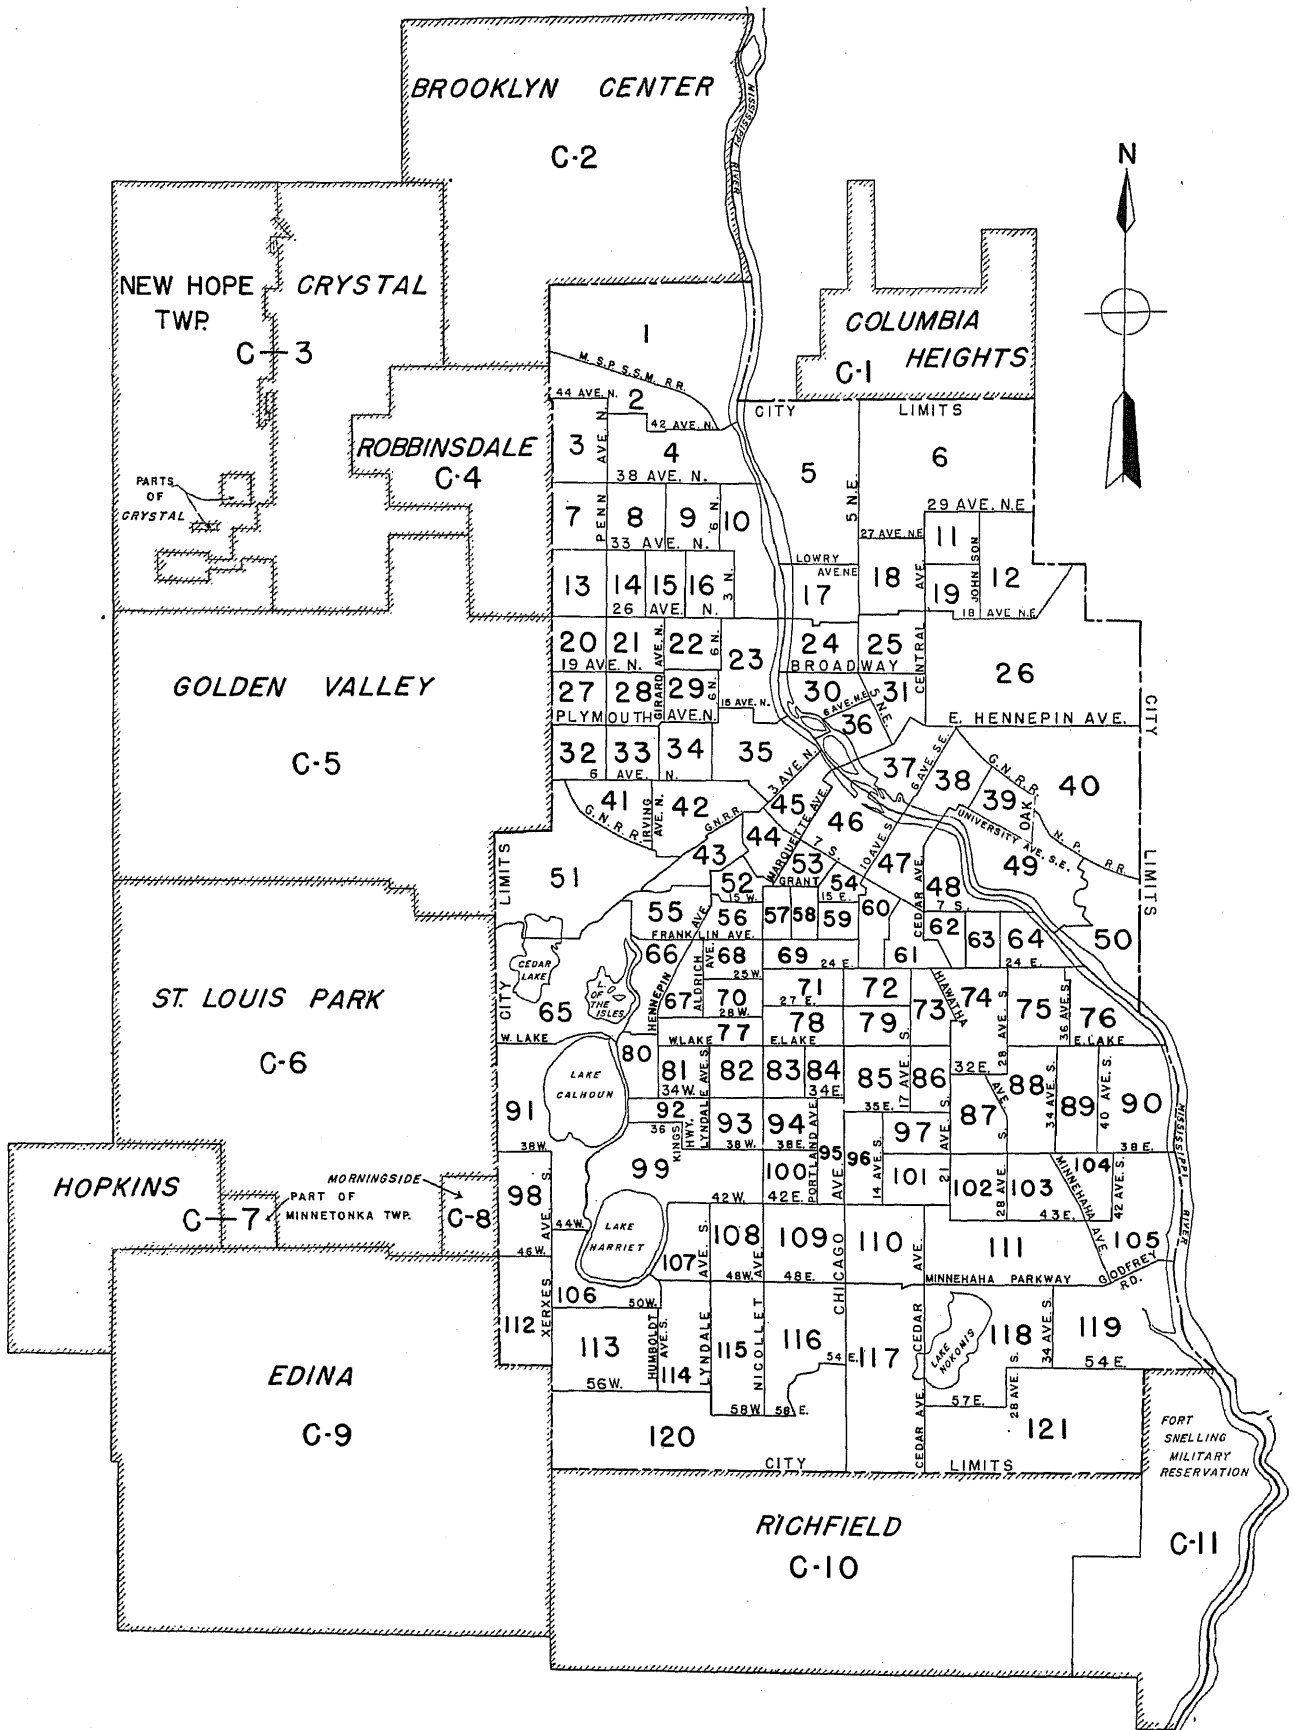 BROOKLYN CENTER
C-2
MISSISSIPPI
RIVER
N
NEW HOPE
TWP.
CRYSTAL
C-3
COLUMBIA
HEIGHTS
C-1
1
M. S. P. S. S. M. R R.
44 AVE. N.
2
42 AVE. N.
CITY LIMITS
3
PENN AVE. N
4
38 AVE. N.
5
5 N.E.
6
29 AVE. N.E
ROBBINSDALE
C-4
PARTS
OF
CRYSTAL
7
8
9
6 N.
10
33 AVE. N.
27 AVE. N.E
11
JOHNSON
12
LOWRY
AVE NE
13
14
15
16
3 N.
26 AVE. N.
17
18
AVE.
19
18 AVE. N.E.
20
21
GIRARD AVE. N.
22
6 N.
23
24
25
CENTRAL
26
19 AVE. N.
BROADWAY
27
28
29
6 N.
15 AVE. N.
30
6 AVE. N.E
5 N.E.
31
PLYMOUTH AVE. N.
36
E. HENNEPIN AVE.
CITY
LIMITS
GOLDEN VALLEY
C-5
32
33
34
35
6 AVE. N.
3 AVE N.
37
6 AVE. S.E.
38
G. N. R. R.
39
OAK
40
41
G. N. R. R.
IRVING
AVE. N.
42
G.N.R.R.
43
44
45
MARQUETTE AVE.
46
7 S.
10 AVE. S.
47
UNIVERSITY AVE. S.E.
N. P. R R.
49
LIMITS
51
52
15 W.
53
GRANT
54
15 E.
CEDAR AVE.
48
7 S.
50
55
56
57
58
59
60
62
63
64
FRANKLIN AVE.
CEDAR
LAKE
L.
OF
THE
ISLES
CITY
65
66
HENNEPIN AVE
67
ALDRICH AVE.
68
25 W.
69
24 E.
61
24 E.
ST. LOUIS PARK
C-6
70
28 W.
71
27 E.
72
73
HIAWATHA
74
28 AVE. S
75
36 AVE. S.
76
W. LAKE
W. LAKE
77
E. LAKE
78
79
S.
E. LAKE
80
LAKE
CALHOUN
81
34 W.
LYNDALE AVE S.
82
83
84
34 E.
85
35 E.
17 AVE.
86
32 E.
87
AVE. S
88
34 AVE. S.
89
40 AVE. S.
90
38 E.
MISSISSIPPI
RIVER
91
38 W.
92
36
KINGS HWY.
93
38 W.
94
38 E.
PORTLAND AVE
95
96
14 AVE. S.
97
21 AVE. S.
HOPKINS
C-7
PART OF
MINNETONKA TWP.
MORNINGSIDE
C-8
98
XERXES AVE. S
99
100
101
102
28 AVE.
103
MINNEHAHA AVE.
104
42 AVE. S.
42 W.
42 E.
43 E.
44 W.
LAKE
HARRIET
46 W.
107
AVE. S.
108
AVE.
109
CHICAGO AVE.
110
AVE.
111
105
GODFREY
RD.
48 W.
48 E.
MINNEHAHA PARKWAY
106
50 W.
112
113
HUMBOLDT
AVE. S.
114
LYNDALE
115
NICOLLET
116
54 E.
117
CEDAR
LAKE
NOKOMIS
118
34 AVE. S.
119
54 E.
EDINA
C-9
56 W.
58 W.
58 E.
57 E.
28 AVE. S.
CEDAR AVE.
120
121
CITY LIMITS
FORT
SNELLING
MILITARY
RESERVATION
C-11
RICHFIELD
C-10